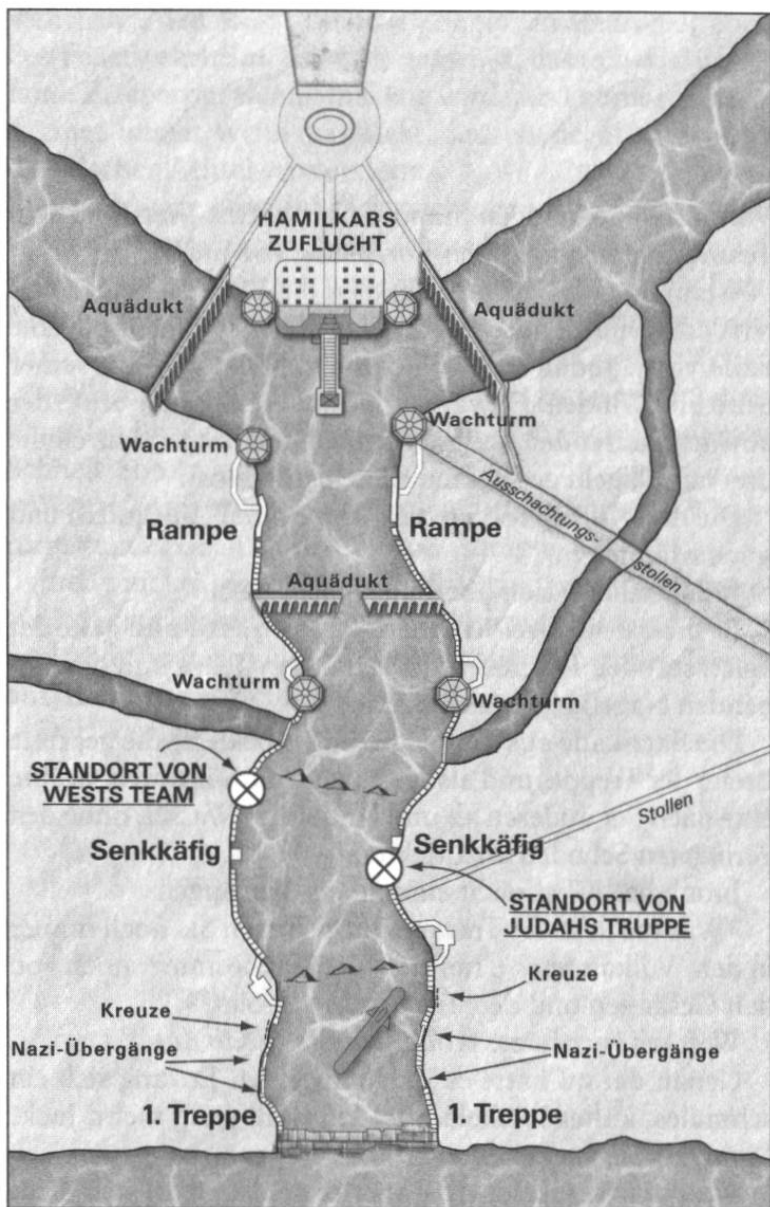 HAMILKARS
ZUFLUCHT
Aquädukt
Aquädukt
Wachturm
Wachturm
Ausschachtungs-
stollen
Rampe
Rampe
Aquädukt
Wachturm
Wachturm
STANDORT VON
WESTS TEAM
Stollen
Senkkäfig
Senkkäfig
STANDORT VON
JUDAHS TRUPPE
Kreuze
Kreuze
Nazi-Übergänge
Nazi-Übergänge
1. Treppe
1. Treppe